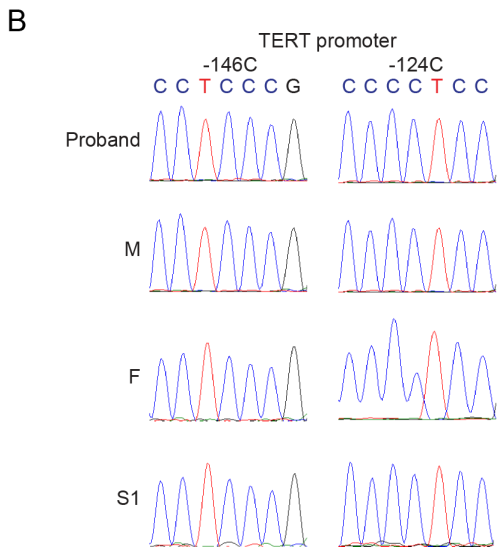 B
TERT promoter
-146C -124C
C C T C C C G C C C C T C C
Proband
M
F
S1